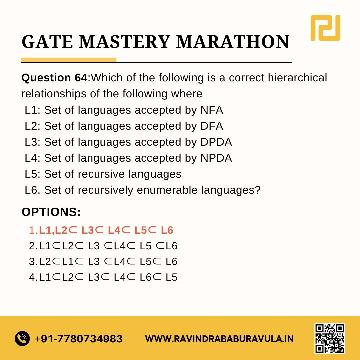 GATE MASTERY MARATHON
Question 64:Which of the following is a correct hierarchical
relationships of the following where
L1: Set of languages accepted by NFA
L2: Set of languages accepted by DFA
L3: Set of languages accepted by DPDA
L4: Set of languages accepted by NPDA
L5: Set of recursive languages
L6. Set of recursively enumerable languages?
OPTIONS:
1.L1,L2⊂ L3⊂ L4⊂ L5⊂ L6
2.L1⊂L2⊂ L3 ⊂L4⊂ L5 ⊂L6
3.L2⊂L1⊂ L3 ⊂L4⊂ L5⊂ L6
4.L1⊂L2⊂ L3⊂ L4⊂ L6⊂ L5
+91-7780734983
WWW.RAVINDRABABURAVULA.IN